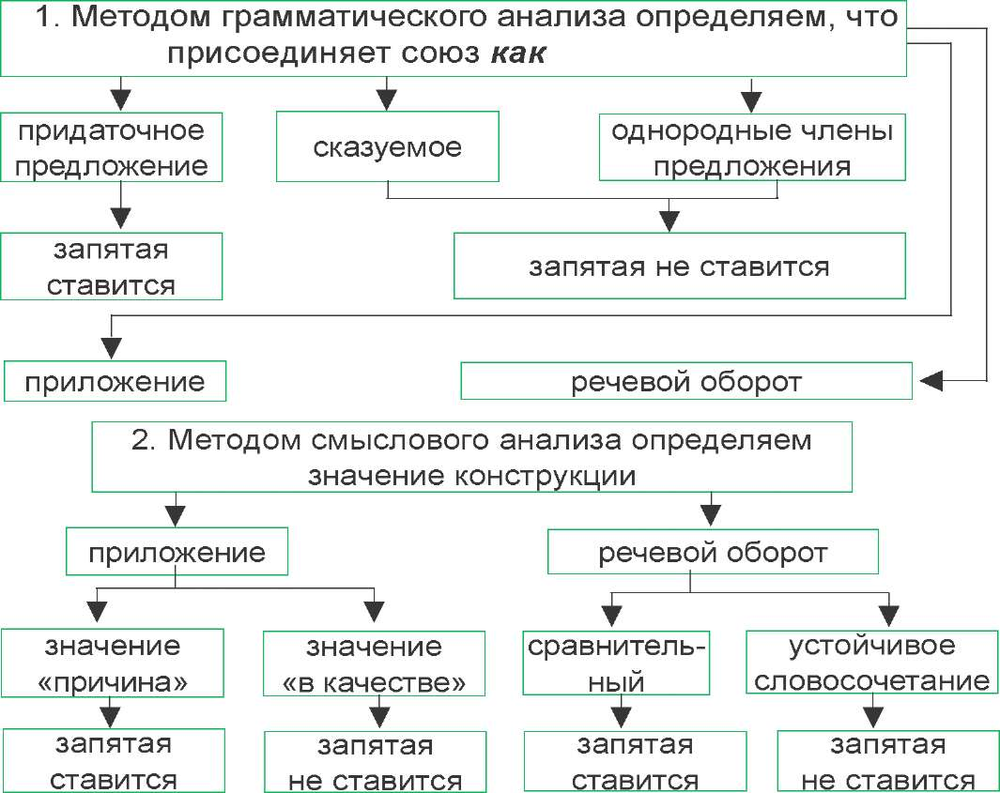 1. Методом грамматического анализа определяем, что
присоединяет союз как
придаточное
предложение
сказуемое
однородные члены
предложения
запятая
ставится
запятая не ставится
приложение
речевой оборот
2. Методом смыслового анализа определяем
значение конструкции
приложение
речевой оборот
значение
«причина»
значение
«в качестве»
сравнитель-
ный
устойчивое
словосочетание
запятая
ставится
запятая
не ставится
запятая
ставится
запятая
не ставится